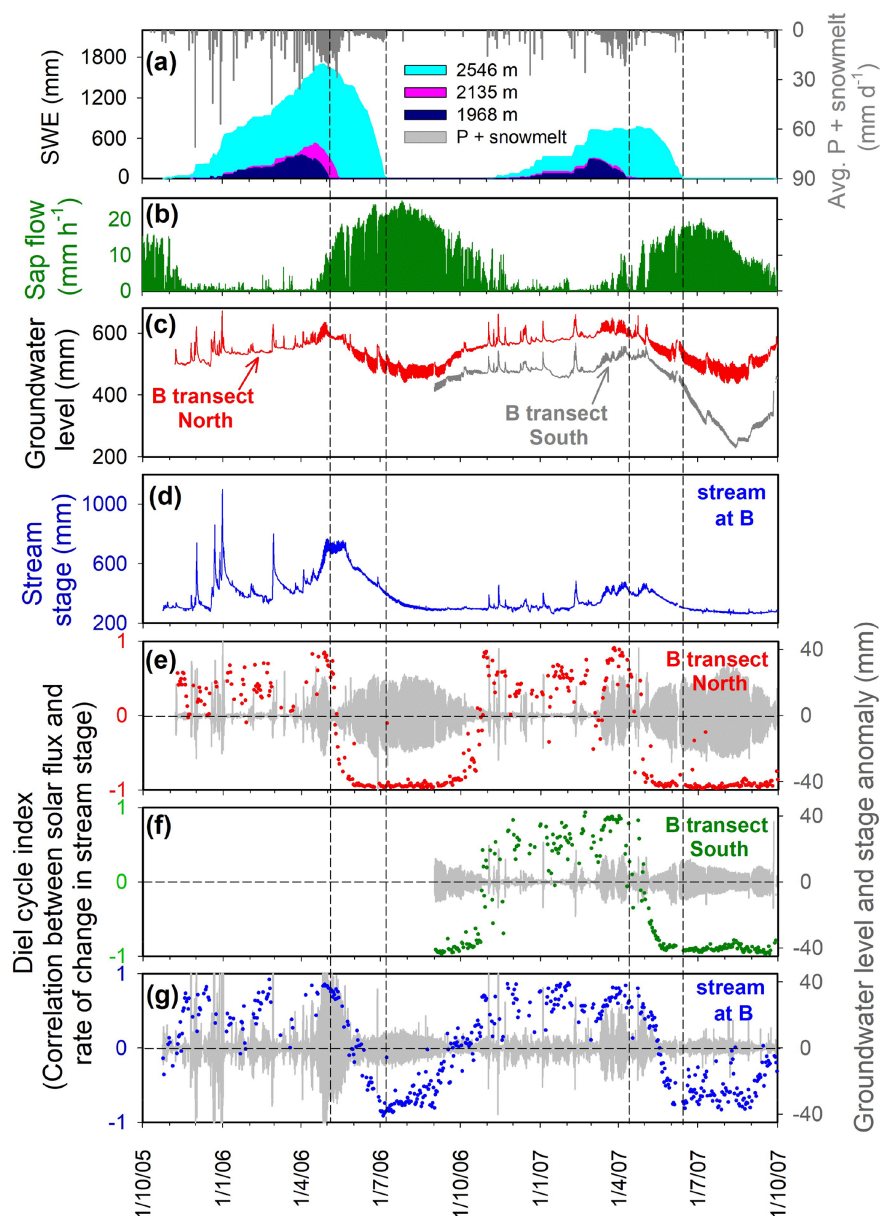 (a)
SWE (mm)
1800
1200
600
0
2546 m
2135 m
1968 m
P + snowmelt
0
30
60
90
Avg. P + snowmelt
(mm d-1)
(b)
Sap flow
(mm h-1)
20
10
0
(c)
Groundwater
level (mm)
600
400
200
B transect
North
B transect
South
(d)
Stream
stage (mm)
1000
600
200
stream
at B
(e)
1
0
-1
B transect
North
40
0
-40
(f)
1
0
-1
B transect
South
40
0
-40
(g)
1
0
-1
stream
at B
40
0
-40
Diel cycle index
(Correlation between solar flux and
rate of change in stream stage)
Groundwater level and stage anomaly (mm)
1/10/05
1/1/06
1/4/06
1/7/06
1/10/06
1/1/07
1/4/07
1/7/07
1/10/07